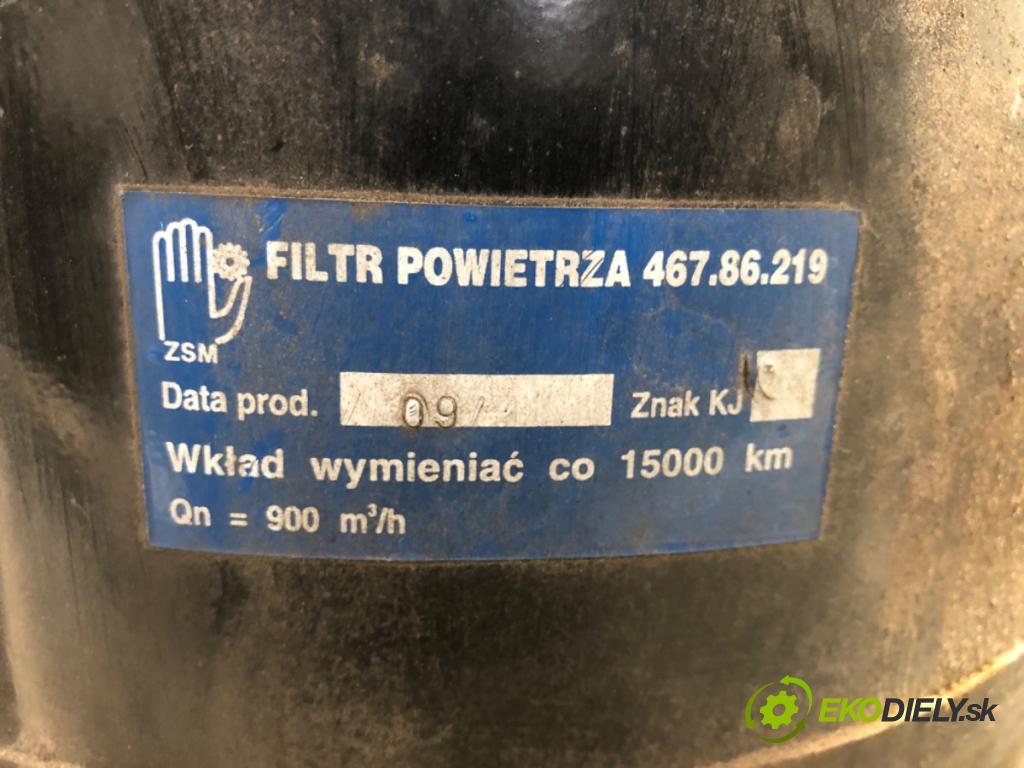 FILTR POWIETRZA 467.86.219
ZSM
Data prod. 09
Znak KJ
Wkład wymieniać co 15000 km
Qn = 900 m³/h
EKODIELY.sk